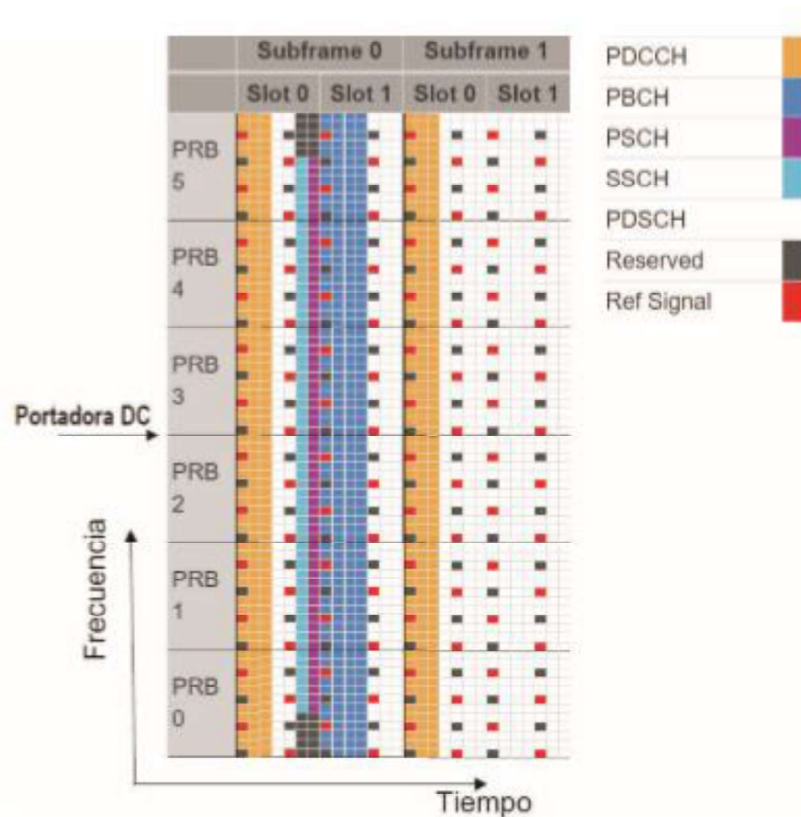 Subframe 0 Subframe 1
Slot 0 Slot 1 Slot 0 Slot 1
PRB
5
PRB
4
PRB
3
PRB
2
PRB
1
PRB
0
Portadora DC
Frecuencia
Tiempo
PDCCH
PBCH
PSCH
SSCH
PDSCH
Reserved
Ref Signal